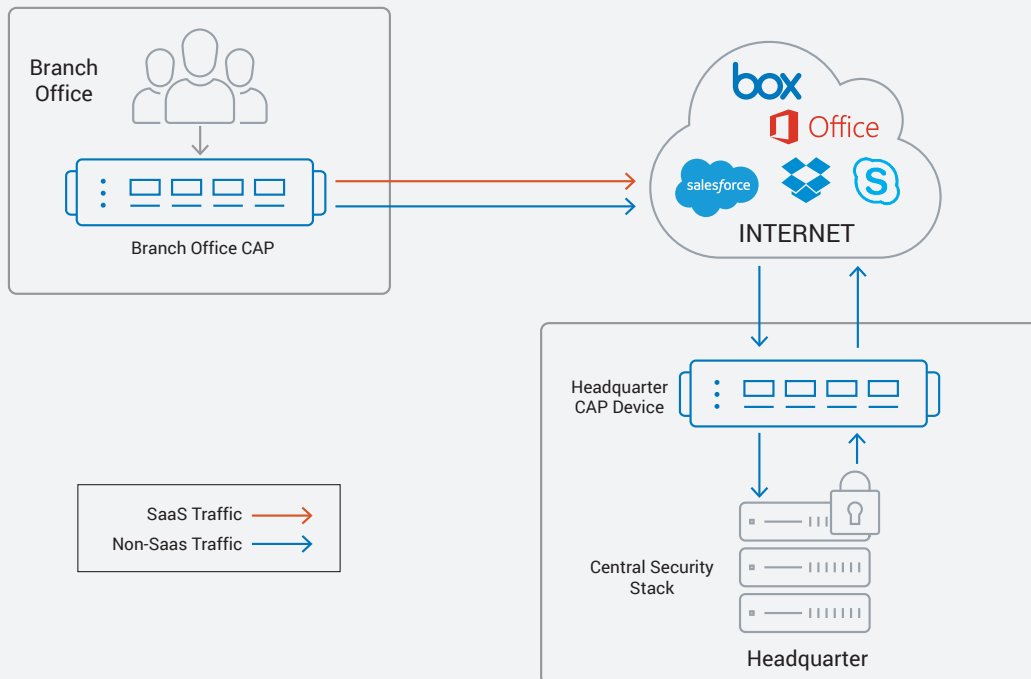 Branch
Office
Branch Office CAP
box
Office
salesforce
S
INTERNET
Headquarter
CAP Device
SaaS Traffic
Non-Saas Traffic
Central Security
Stack
Headquarter